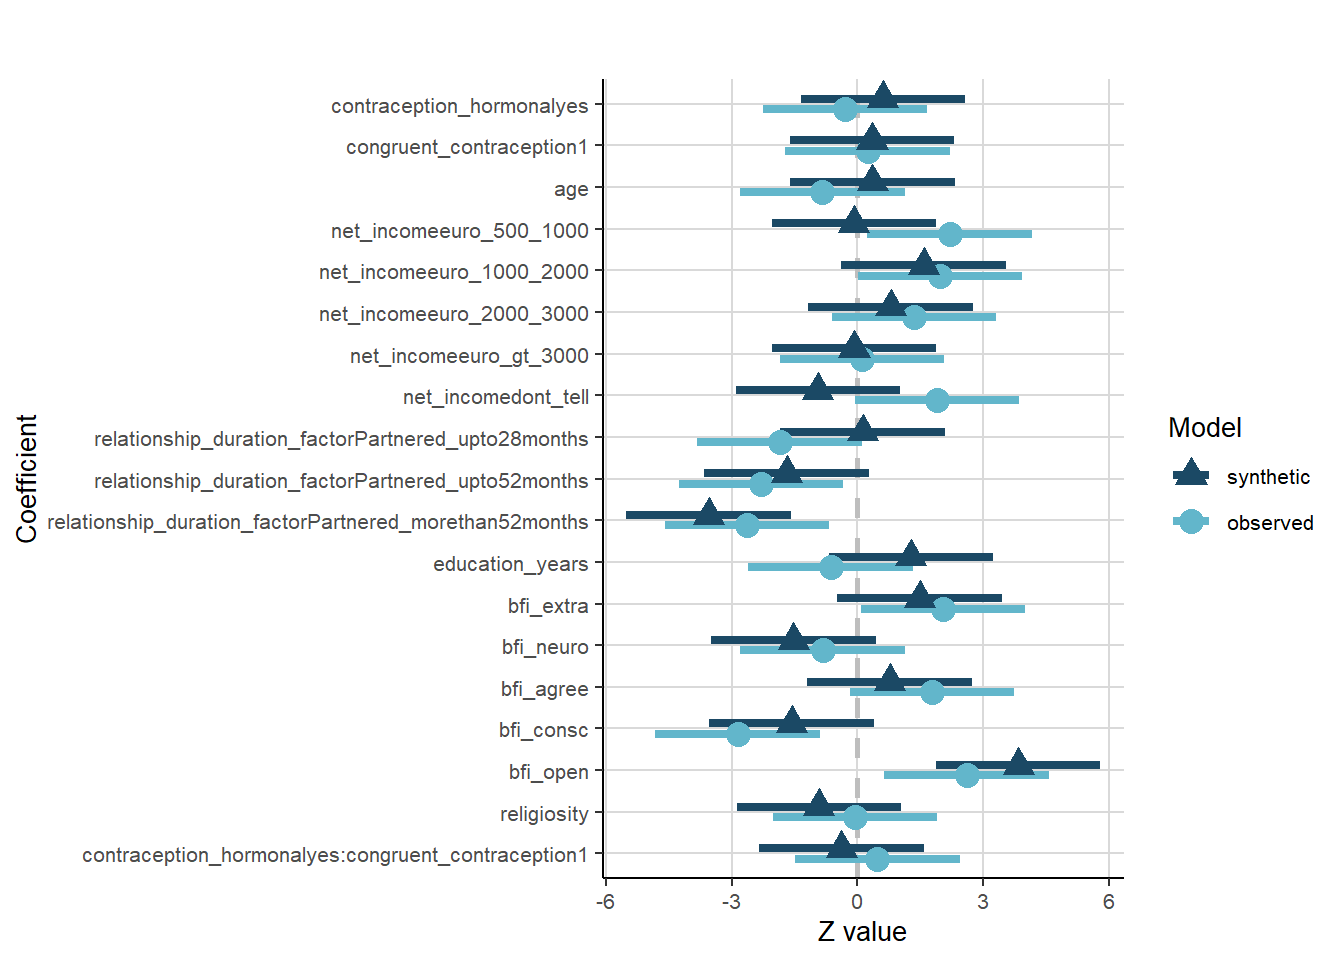 contraception_hormonalyes
congruent_contraception1
age
net_incomeeuro_500_1000
net_incomeeuro_1000_2000
net_incomeeuro_2000_3000
net_incomeeuro_gt_3000
net_incomedont_tell
relationship_duration_factorPartnered_upto28months
relationship_duration_factorPartnered_upto52months
relationship_duration_factorPartnered_morethan52months
education_years
bfi_extra
bfi_neuro
bfi_agree
bfi_consc
bfi_open
religiosity
contraception_hormonalyes:congruent_contraception1
Coefficient
-6 -3 0 3 6
Z value
Model
synthetic
observed